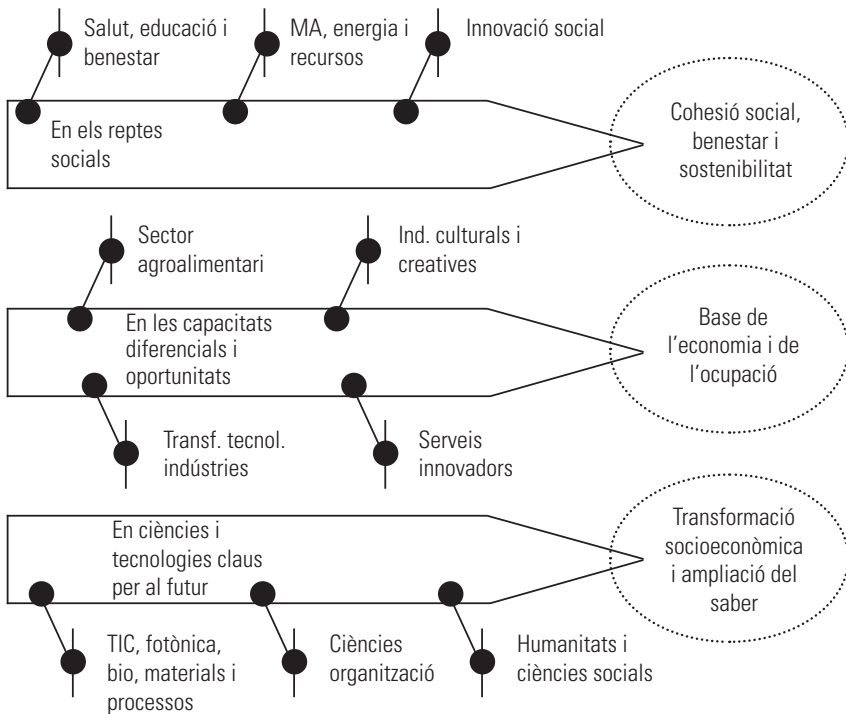 Salut, educació i
benestar
MA, energia i
recursos
Innovació social
En els reptes
socials
Cohesió social,
benestar i
sostenibilitat
Sector
agroalimentari
Ind. culturals i
creatives
En les capacitats
diferencials i
oportunitats
Base de
l’economia i de
l’ocupació
Transf. tecnol.
indústries
Serveis
innovadors
En ciències i
tecnologies claus
per al futur
Transformació
socioeconòmica
i ampliació del
saber
TIC, fotònica,
bio, materials i
processos
Ciències
organització
Humanitats i
ciències socials